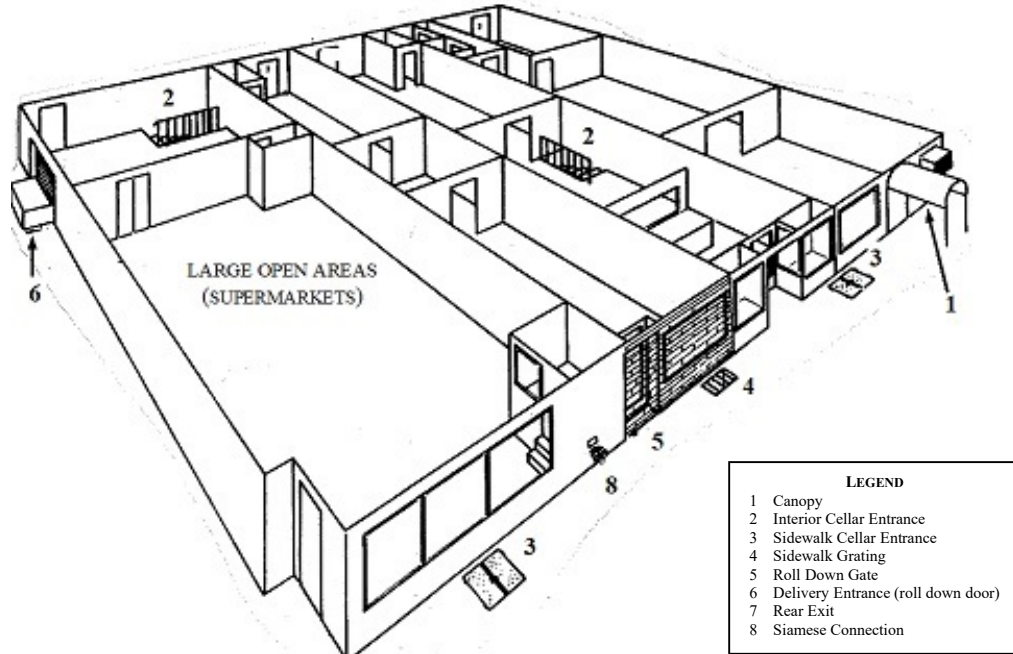 2
2
6
LARGE OPEN AREAS
(SUPERMARKETS)
3
1
4
5
8
3
LEGEND
1 Canopy
2 Interior Cellar Entrance
3 Sidewalk Cellar Entrance
4 Sidewalk Grating
5 Roll Down Gate
6 Delivery Entrance (roll down door)
7 Rear Exit
8 Siamese Connection